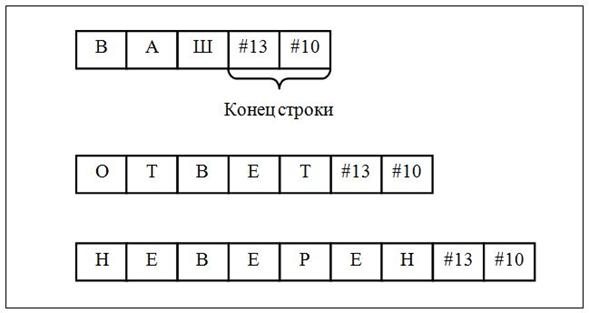 В А Ш #13 #10
Конец строки
О Т В Е Т #13 #10
Н Е В Е Р Е Н #13 #10